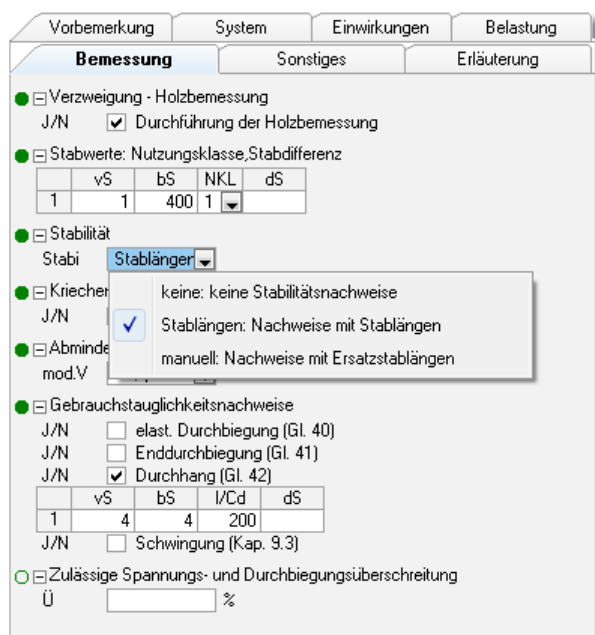 Vorbemerkung System Einwirkungen Belastung
Bemessung Sonstiges Erläuterung
Verzweigung - Holzbemessung
J/N Durchführung der Holzbemessung
Stabwerte: Nutzungsklasse,Stabdifferenz
vS bS NKL dS
1 1 400 1
Stabilität
Stabi Stablängen
keine: keine Stabilitätsnachweise
Stablängen: Nachweise mit Stablängen
manuell: Nachweise mit Ersatzstablängen
Kriechen
J/N
Abminde
mod.V
Gebrauchstauglichkeitsnachweise
J/N elast. Durchbiegung (Gl. 40)
J/N Enddurchbiegung (Gl. 41)
J/N Durchhang (Gl. 42)
vS bS l/Cd dS
1 4 4 200
J/N Schwingung (Kap. 9.3)
Zulässige Spannungs- und Durchbiegungsüberschreitung
Ü %